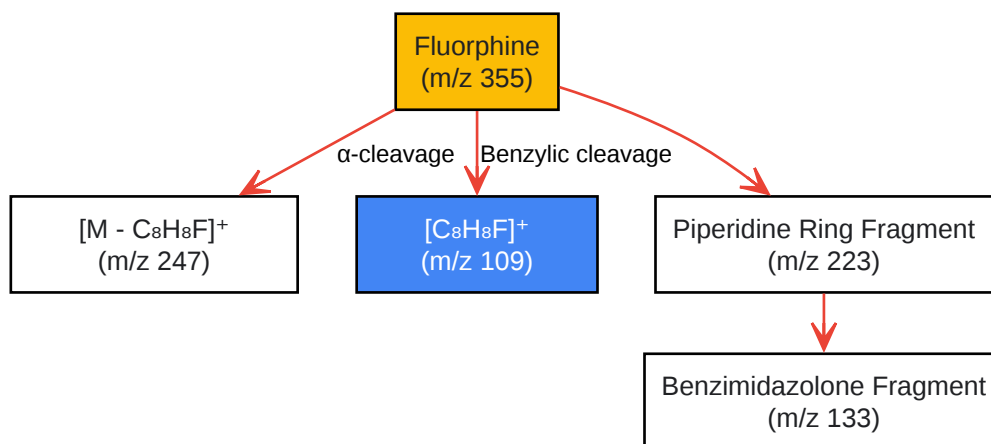 Fluorphine
(m/z 355)
α-cleavage
Benzylic cleavage
[M - C₈H₈F]⁺
(m/z 247)
[C₈H₈F]⁺
(m/z 109)
Piperidine Ring Fragment
(m/z 223)
Benzimidazolone Fragment
(m/z 133)